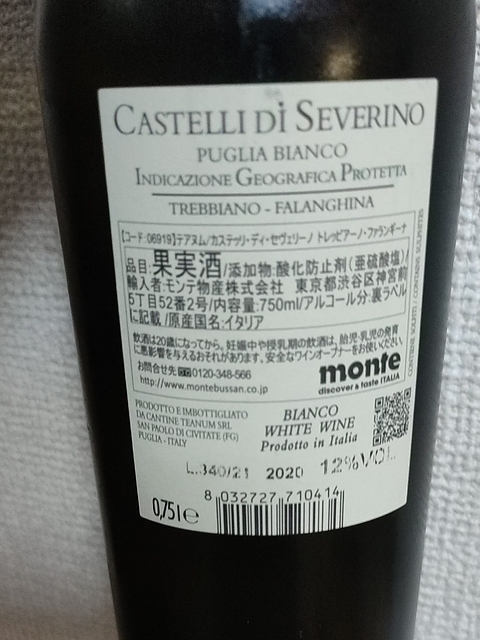 CASTELLI DI SEVERINO
PUGLIA BIANCO
INDICAZIONE GEOGRAFICA PROTETTA
TREBBIANO - FALANGHINA
【コード：06919】テアヌム/カステッリ・ディ・セヴェリーノ トレッビアーノ・ファランギーナ
品目：果実酒/添加物：酸化防止剤（亜硫酸塩）/
輸入者：モンテ物産株式会社 東京都渋谷区神宮前
5丁目52番2号/内容量：750ml/アルコール分：裏ラベル
に記載/原産国名：イタリア
飲酒は20歳になってから。妊娠中や授乳期の飲酒は、胎児・乳児の発育
に悪影響を与えるおそれがあります。安全なワインオープナーをお使いください。
お問合せ先 0120-348-566
http://www.montebussan.co.jp
monte
discover & taste ITALIA
CONTIENE SOLFITI / CONTAINS SULPHITES
PRODOTTO E IMBOTTIGLIATO
DA CANTINE TEANUM SRL
SAN PAOLO DI CIVITATE (FG)
PUGLIA - ITALY
BIANCO
WHITE WINE
Prodotto in Italia
L.340/21 2020 12%VOL
0,75l e
8 032727 710414